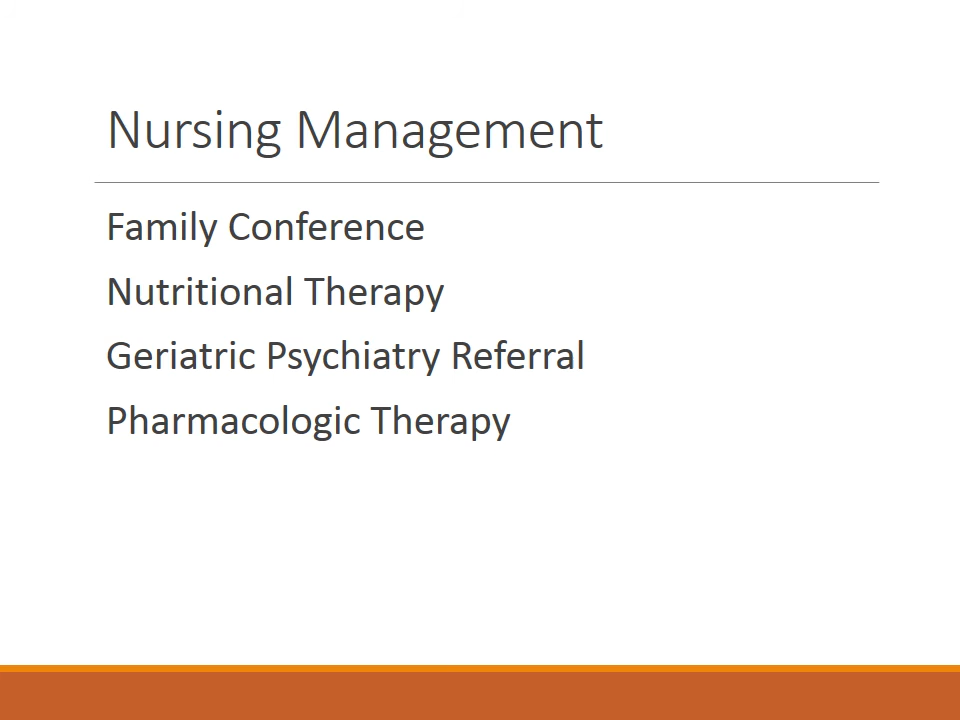 Nursing Management
Family Conference
Nutritional Therapy
Geriatric Psychiatry Referral
Pharmacologic Therapy